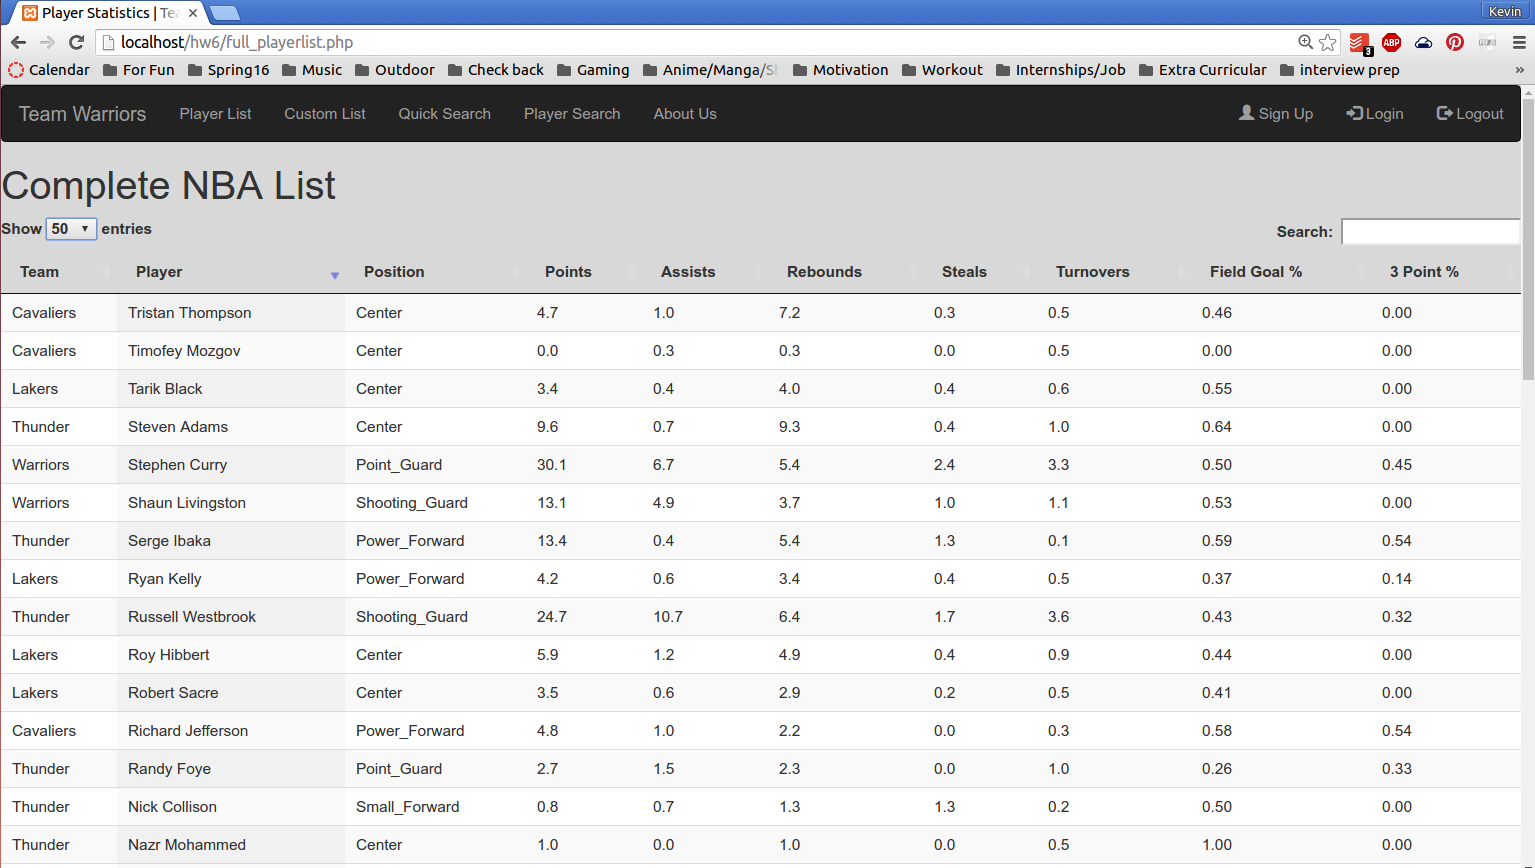 Kevin
Player Statistics | Tea
localhost/hw6/full_playerlist.php
3 ABP
Calendar For Fun Spring16 Music Outdoor Check back Gaming Anime/Manga/Sh Motivation Workout Internships/Job Extra Curricular interview prep »
Team Warriors Player List Custom List Quick Search Player Search About Us Sign Up Login Logout
Complete NBA List
Show 50 entries Search:
Team Player Position Points Assists Rebounds Steals Turnovers Field Goal % 3 Point %
Cavaliers Tristan Thompson Center 4.7 1.0 7.2 0.3 0.5 0.46 0.00
Cavaliers Timofey Mozgov Center 0.0 0.3 0.3 0.0 0.5 0.00 0.00
Lakers Tarik Black Center 3.4 0.4 4.0 0.4 0.6 0.55 0.00
Thunder Steven Adams Center 9.6 0.7 9.3 0.4 1.0 0.64 0.00
Warriors Stephen Curry Point_Guard 30.1 6.7 5.4 2.4 3.3 0.50 0.45
Warriors Shaun Livingston Shooting_Guard 13.1 4.9 3.7 1.0 1.1 0.53 0.00
Thunder Serge Ibaka Power_Forward 13.4 0.4 5.4 1.3 0.1 0.59 0.54
Lakers Ryan Kelly Power_Forward 4.2 0.6 3.4 0.4 0.5 0.37 0.14
Thunder Russell Westbrook Shooting_Guard 24.7 10.7 6.4 1.7 3.6 0.43 0.32
Lakers Roy Hibbert Center 5.9 1.2 4.9 0.4 0.9 0.44 0.00
Lakers Robert Sacre Center 3.5 0.6 2.9 0.2 0.5 0.41 0.00
Cavaliers Richard Jefferson Power_Forward 4.8 1.0 2.2 0.0 0.3 0.58 0.54
Thunder Randy Foye Point_Guard 2.7 1.5 2.3 0.0 1.0 0.26 0.33
Thunder Nick Collison Small_Forward 0.8 0.7 1.3 1.3 0.2 0.50 0.00
Thunder Nazr Mohammed Center 1.0 0.0 1.0 0.0 0.5 1.00 0.00